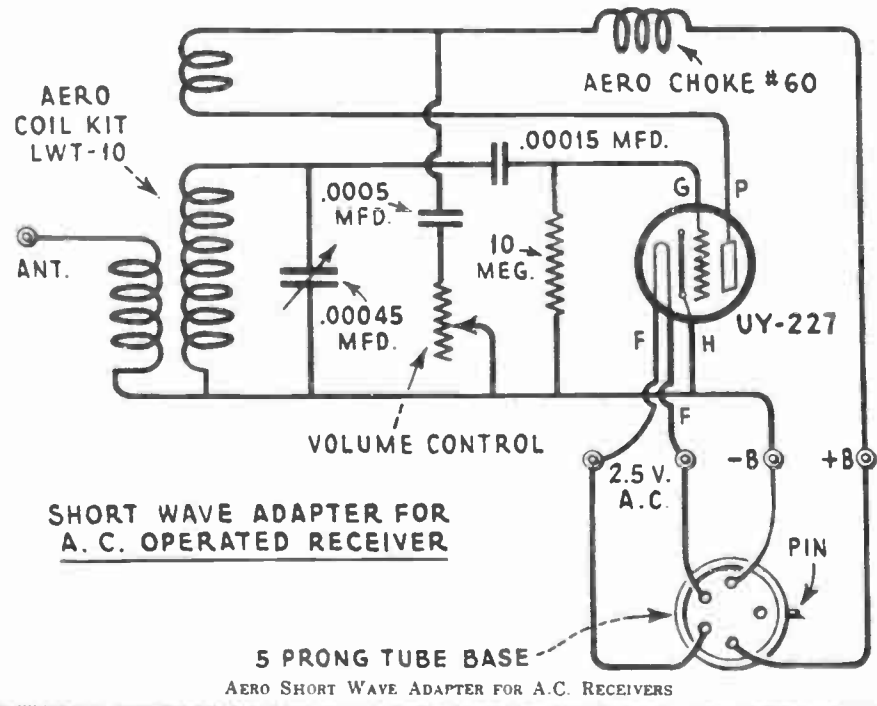 AERO
COIL KIT
LWT-10
AERO CHOKE #60
.00015 MFD.
.0005
MFD.
G
P
ANT.
10
MEG.
.00045
MFD.
UY-227
F
H
F
VOLUME CONTROL
2.5 V.
A.C.
-B
+B
SHORT WAVE ADAPTER FOR
A.C. OPERATED RECEIVER
PIN
5 PRONG TUBE BASE
AERO SHORT WAVE ADAPTER FOR A.C. RECEIVERS